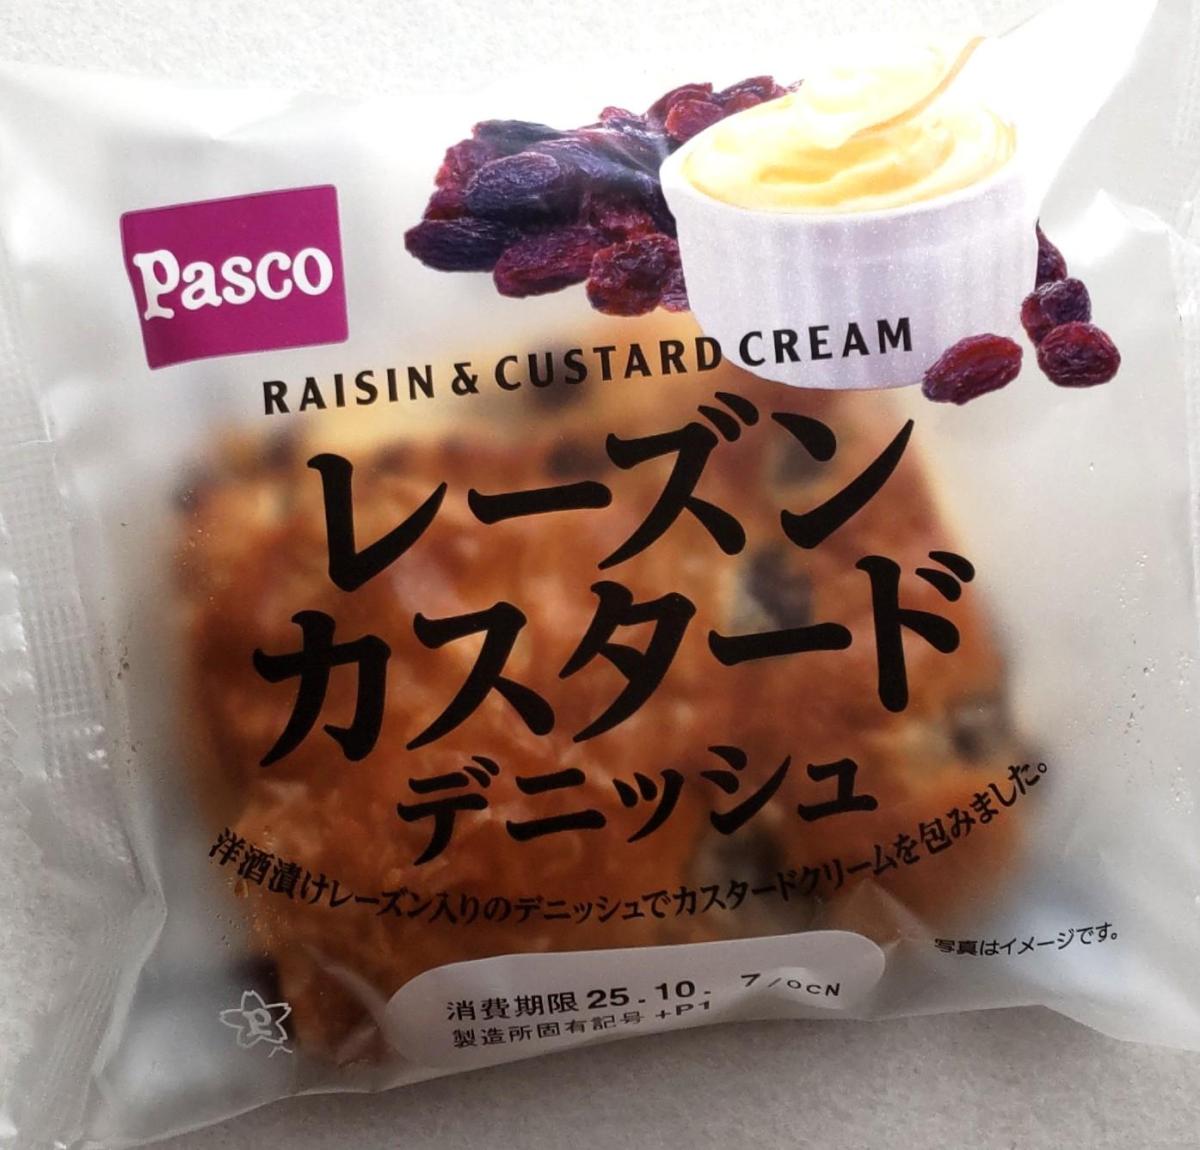 Pasco
RAISIN & CUSTARD CREAM
レーズン
カスタード
デニッシュ
洋酒漬けレーズン入りのデニッシュでカスタードクリームを包みました。
写真はイメージです。
消費期限 25.10. 7/OCN
製造所固有記号 +P1
P